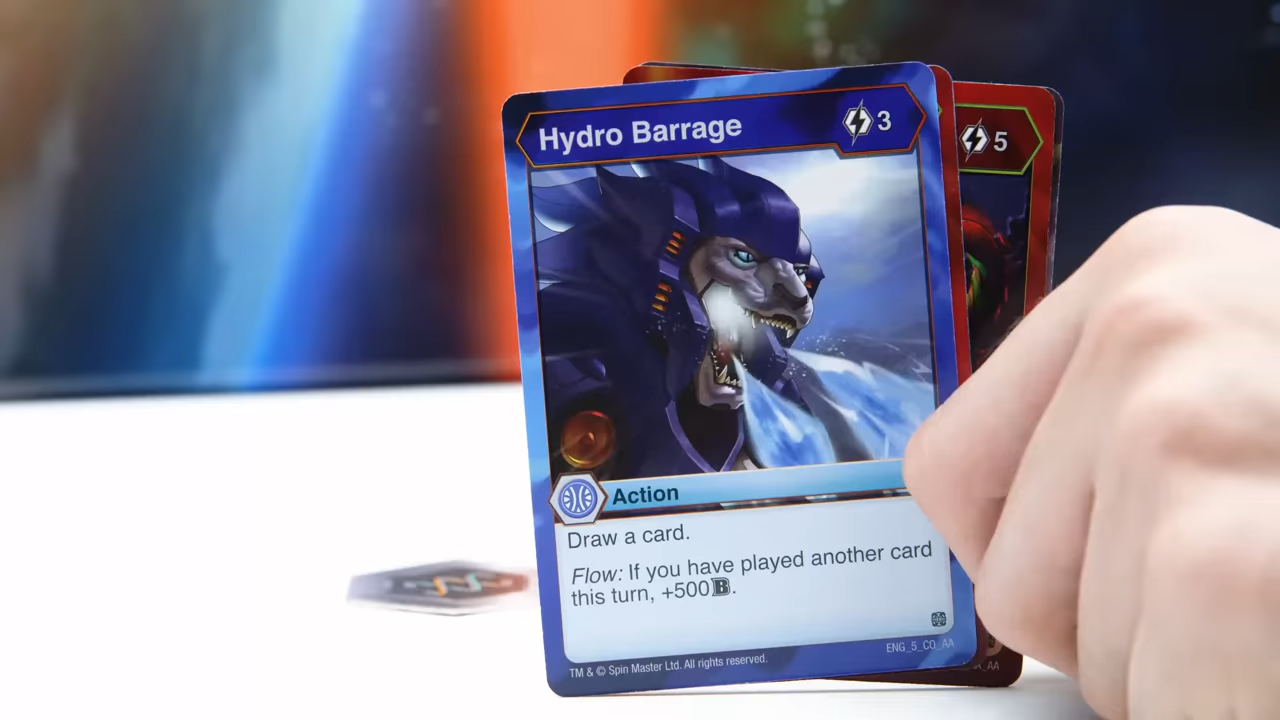 Hydro Barrage 3
5
Action
Draw a card.
Flow: If you have played another card
this turn, +500B.
ENG_5_CO_AA
TM & © Spin Master Ltd. All rights reserved.
_AA